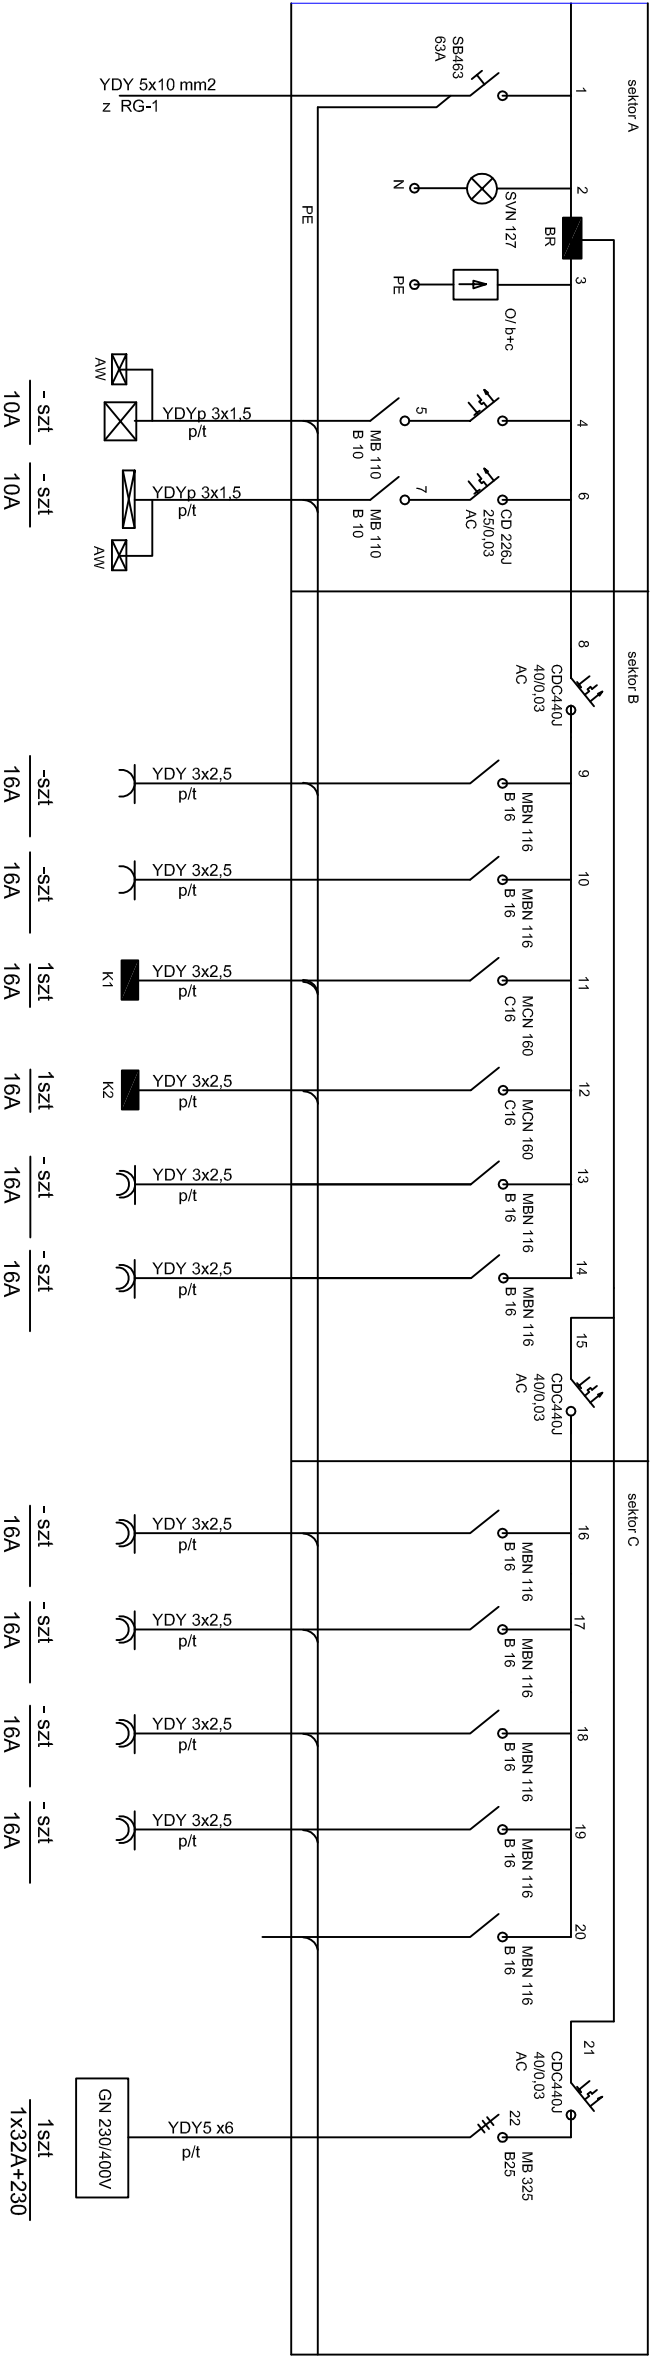 sektor A
1
SB463
63A
YDY 5x10 mm2
z RG-1
2
SVN 127
N
BR
PE
3
O/ b+c
PE
4
5
MB 110
B 10
YDYp 3x1,5
p/t
AW
- szt
10A
6
CD 226J
25/0,03
AC
7
MB 110
B 10
YDYp 3x1,5
p/t
AW
- szt
10A
sektor B
8
CDC440J
40/0,03
AC
9
MBN 116
B 16
YDY 3x2,5
p/t
-szt
16A
10
MBN 116
B 16
YDY 3x2,5
p/t
-szt
16A
11
MCN 160
C16
YDY 3x2,5
p/t
K1
1szt
16A
12
MCN 160
C16
YDY 3x2,5
p/t
K2
1szt
16A
13
MBN 116
B 16
YDY 3x2,5
p/t
- szt
16A
14
MBN 116
B 16
YDY 3x2,5
p/t
- szt
16A
15
CDC440J
40/0,03
AC
sektor C
16
MBN 116
B 16
YDY 3x2,5
p/t
- szt
16A
17
MBN 116
B 16
YDY 3x2,5
p/t
- szt
16A
18
MBN 116
B 16
YDY 3x2,5
p/t
- szt
16A
19
MBN 116
B 16
YDY 3x2,5
p/t
- szt
16A
20
MBN 116
B 16
21
CDC440J
40/0,03
AC
22
MB 325
B25
YDY5 x6
p/t
GN 230/400V
1szt
1x32A+230